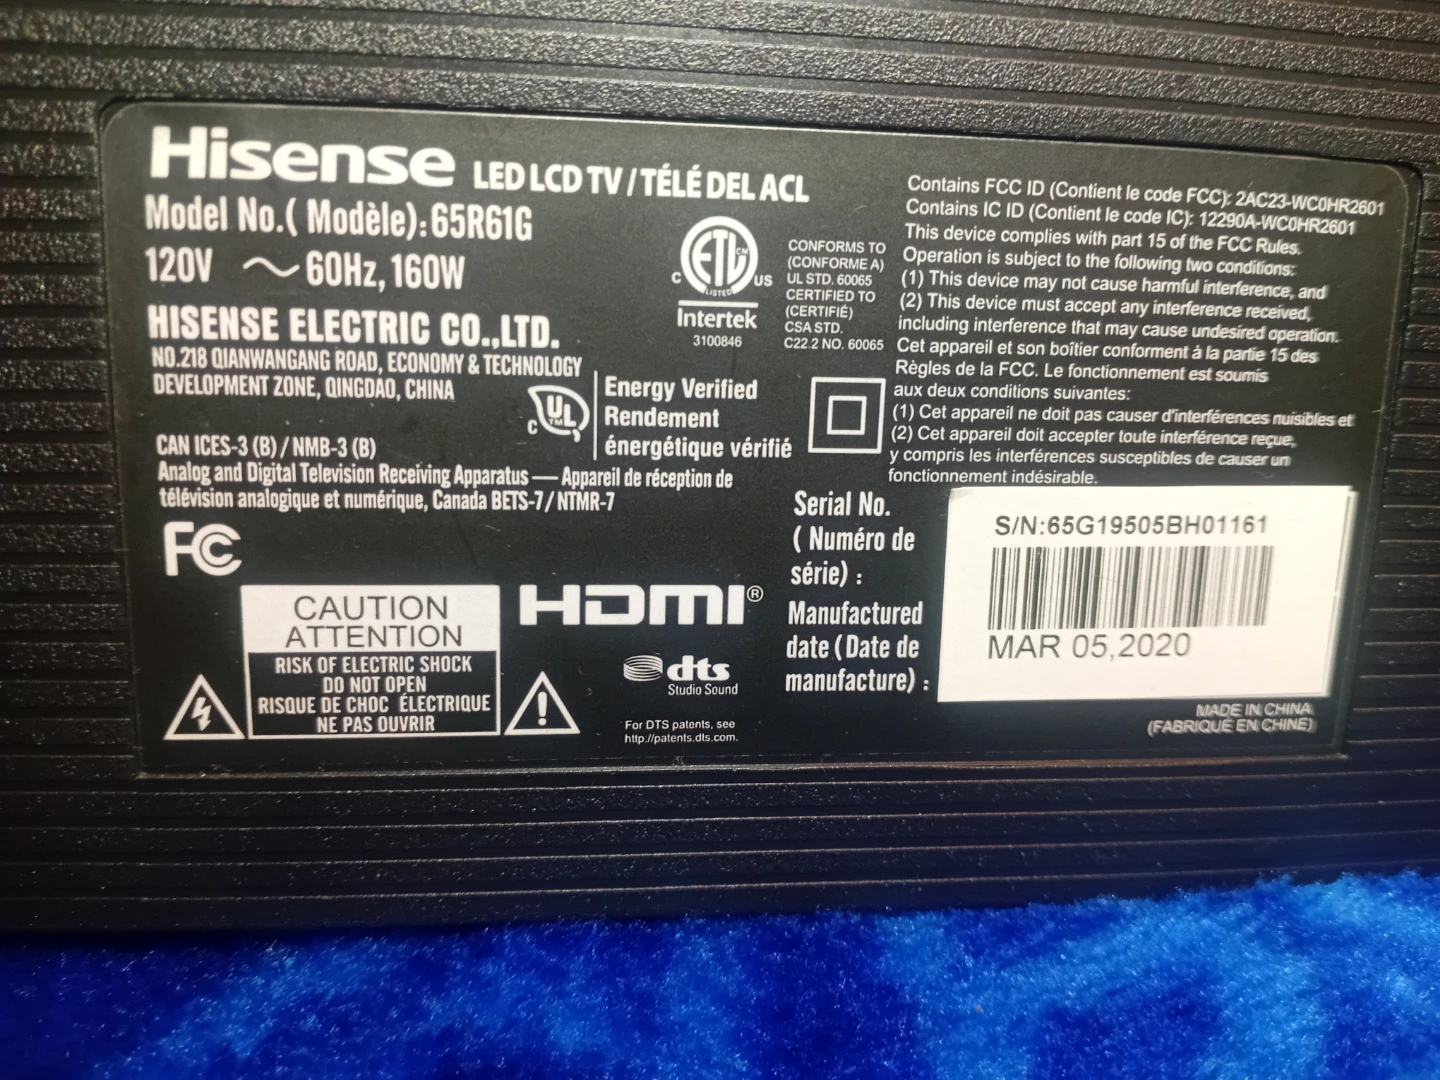 Hisense LED LCD TV / TÉLÉ DEL ACL
Model No.( Modèle):65R61G
120V ~ 60Hz, 160W
HISENSE ELECTRIC CO.,LTD.
NO.218 QIANWANGANG ROAD, ECONOMY & TECHNOLOGY
DEVELOPMENT ZONE, QINGDAO, CHINA
CAN ICES-3 (B) / NMB-3 (B)
Analog and Digital Television Receiving Apparatus — Appareil de réception de
télévision analogique et numérique, Canada BETS-7/ NTMR-7
C UL TM
Energy Verified
Rendement
énergétique vérifié
ETL CM
LISTED
C US
Intertek
3100846
CONFORMS TO
(CONFORME A)
UL STD. 60065
CERTIFIED TO
(CERTIFIÉ)
CSA STD.
C22.2 NO. 60065
Contains FCC ID (Contient le code FCC): 2AC23-WC0HR2601
Contains IC ID (Contient le code IC): 12290A-WC0HR2601
This device complies with part 15 of the FCC Rules.
Operation is subject to the following two conditions:
(1) This device may not cause harmful interference, and
(2) This device must accept any interference received,
including interference that may cause undesired operation.
Cet appareil et son boîtier conforment à la partie 15 des
Règles de la FCC. Le fonctionnement est soumis
aux deux conditions suivantes:
(1) Cet appareil ne doit pas causer d'interférences nuisibles et
(2) Cet appareil doit accepter toute interférence reçue,
y compris les interférences susceptibles de causer un
fonctionnement indésirable.
FC
CAUTION
ATTENTION
RISK OF ELECTRIC SHOCK
DO NOT OPEN
RISQUE DE CHOC ÉLECTRIQUE
NE PAS OUVRIR
HDMI®
dts
Studio Sound
For DTS patents, see
http://patents.dts.com.
Serial No.
( Numéro de
série) :
Manufactured
date ( Date de
manufacture) :
S/N:65G19505BH01161
MAR 05,2020
MADE IN CHINA
(FABRIQUÉ EN CHINE)